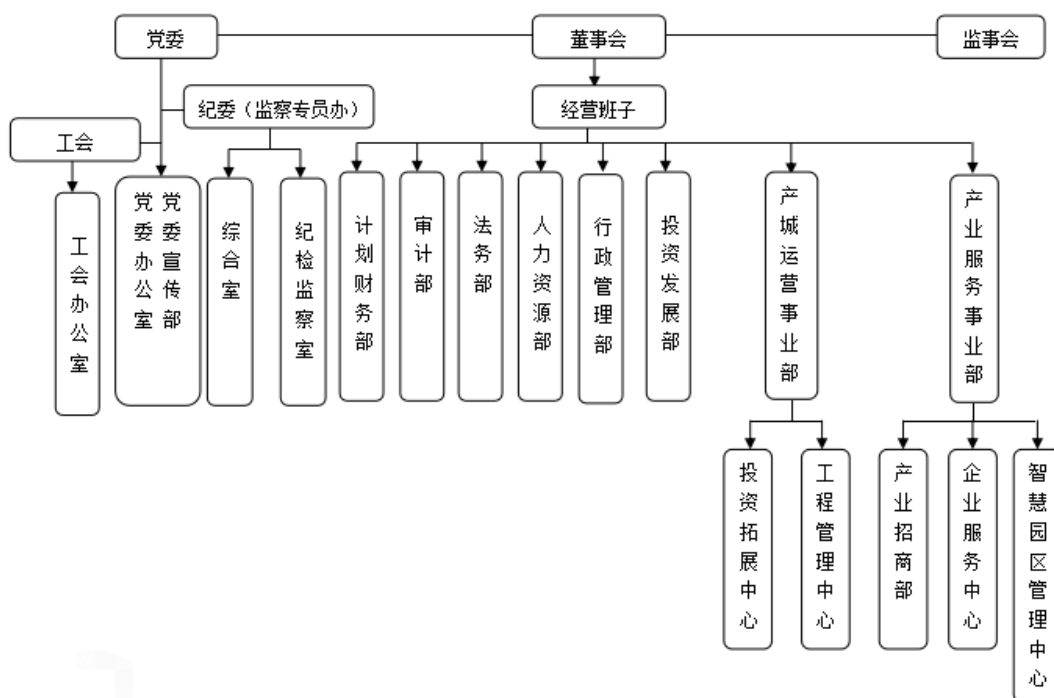 党委
董事会
监事会
纪委（监察专员办）
经营班子
工会
工会办公室
党委办公室
党委宣传部
综合室
纪检监察室
计划财务部
审计部
法务部
人力资源部
行政管理部
投资发展部
产城运营事业部
产业服务事业部
投资拓展中心
工程管理中心
产业招商部
企业服务中心
智慧园区管理中心